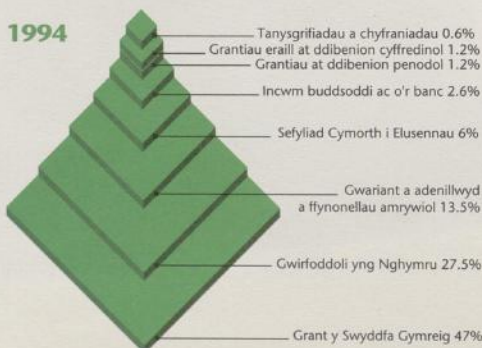 1994
Tanysgrifiadau a chyfraniadau 0.6%
Grantiau eraill at ddibenion cyffredinol 1.2%
Grantiau at ddibenion penodol 1.2%
Incwm buddsoddi ac o'r banc 2.6%
Sefyliad Cymorth i Elusennau 6%
Gwariant a adenillwyd
a ffynonellau amrywiol 13.5%
Gwirfoddoli yng Nghymru 27.5%
Grant y Swyddfa Gymreig 47%